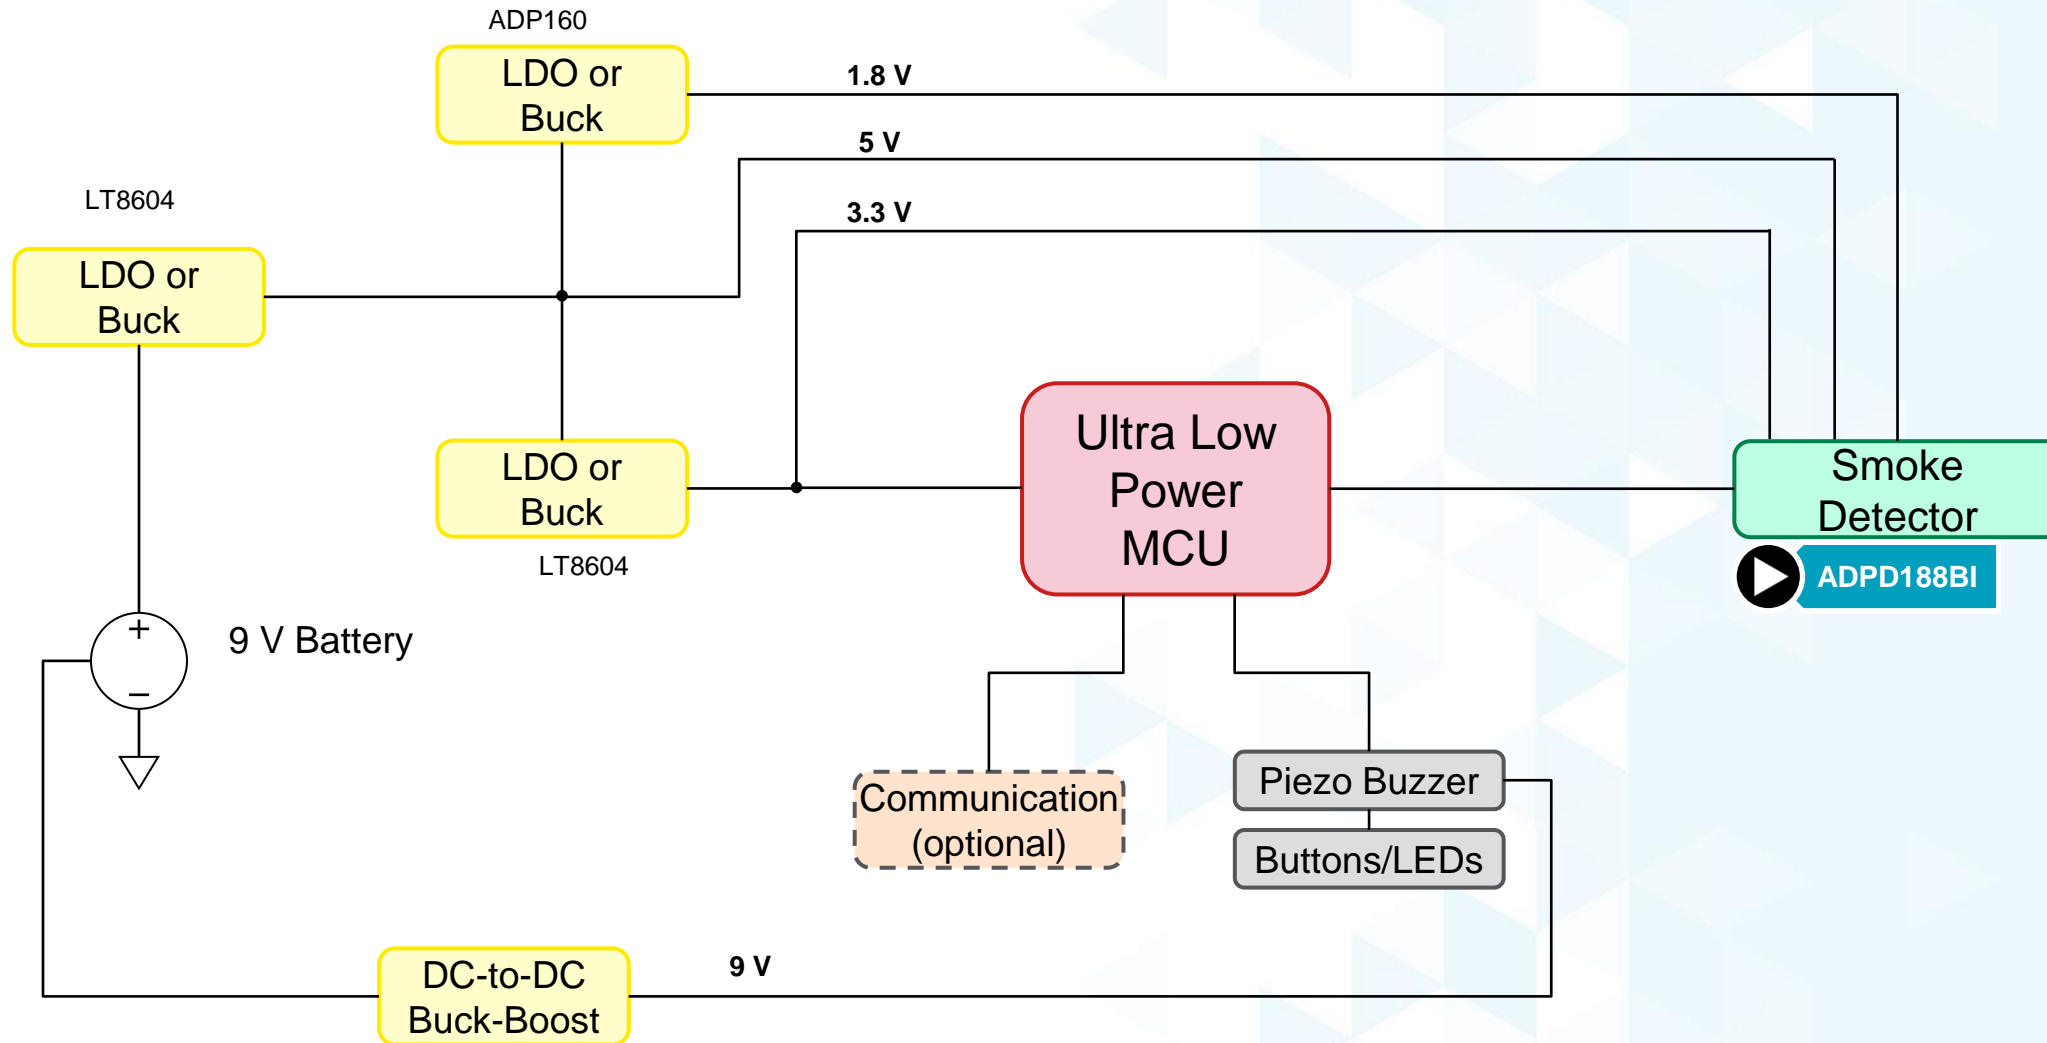 ADP160
LDO or
Buck
1.8 V
5 V
LT8604
3.3 V
LDO or
Buck
LDO or
Buck
LT8604
Ultra Low
Power
MCU
Smoke
Detector
ADPD188BI
+
−
9 V Battery
Communication
(optional)
Piezo Buzzer
Buttons/LEDs
DC-to-DC
Buck-Boost
9 V